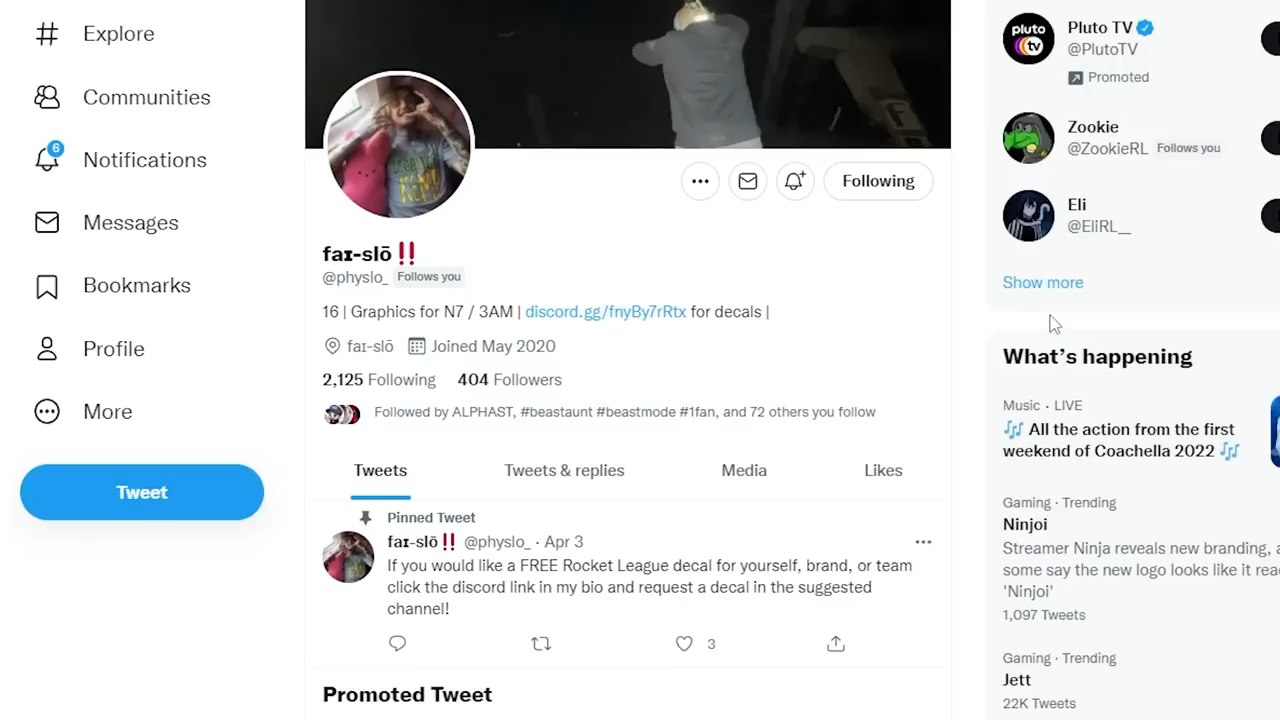 Explore
Communities
6
Notifications
Messages
Bookmarks
Profile
More
Tweet
Following
faɪ-slō‼️
@physlo_ Follows you
16 | Graphics for N7 / 3AM | discord.gg/fnyBy7rRtx for decals |
faɪ-slō Joined May 2020
2,125 Following 404 Followers
Followed by ALPHAST, #beastaunt #beastmode #1fan, and 72 others you follow
Tweets Tweets & replies Media Likes
Pinned Tweet
faɪ-slō‼️ @physlo_ · Apr 3
If you would like a FREE Rocket League decal for yourself, brand, or team
click the discord link in my bio and request a decal in the suggested
channel!
3
Promoted Tweet
pluto tv
Pluto TV
@PlutoTV
Promoted
Zookie
@ZookieRL Follows you
Eli
@EliRL__
Show more
What's happening
Music · LIVE
🎶 All the action from the first
weekend of Coachella 2022 🎶
Gaming · Trending
Ninjoi
Streamer Ninja reveals new branding,
some say the new logo looks like it
'Ninjoi'
1,097 Tweets
Gaming · Trending
Jett
22K Tweets